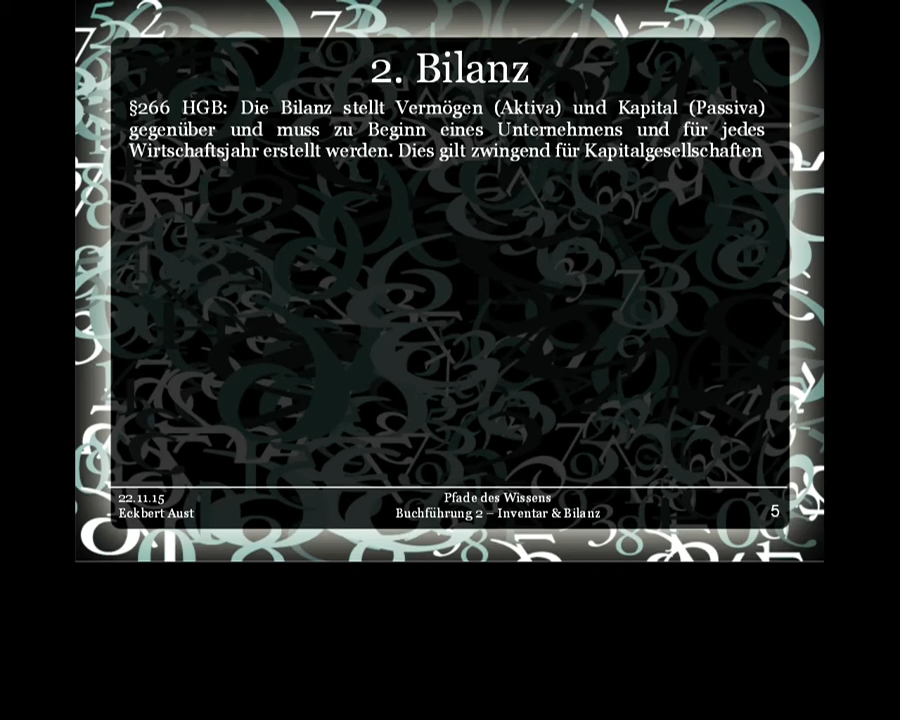 2. Bilanz
§266 HGB: Die Bilanz stellt Vermögen (Aktiva) und Kapital (Passiva)
gegenüber und muss zu Beginn eines Unternehmens und für jedes
Wirtschaftsjahr erstellt werden. Dies gilt zwingend für Kapitalgesellschaften
22.11.15
Eckbert Aust
Pfade des Wissens
Buchführung 2 – Inventar & Bilanz
5